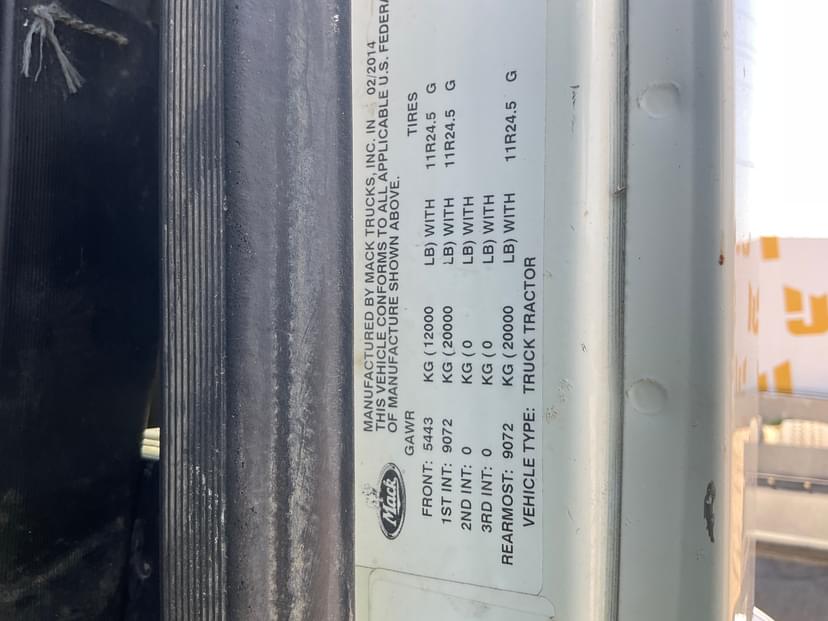 Mack
MANUFACTURED BY MACK TRUCKS, INC. IN 02/2014
THIS VEHICLE CONFORMS TO ALL APPLICABLE U.S. FEDERA
OF MANUFACTURE SHOWN ABOVE.
GAWR TIRES
FRONT: 5443 KG ( 12000 LB) WITH 11R24.5 G
1ST INT: 9072 KG ( 20000 LB) WITH 11R24.5 G
2ND INT: 0 KG ( 0 LB) WITH
3RD INT: 0 KG ( 0 LB) WITH
REARMOST: 9072 KG ( 20000 LB) WITH 11R24.5 G
VEHICLE TYPE: TRUCK TRACTOR